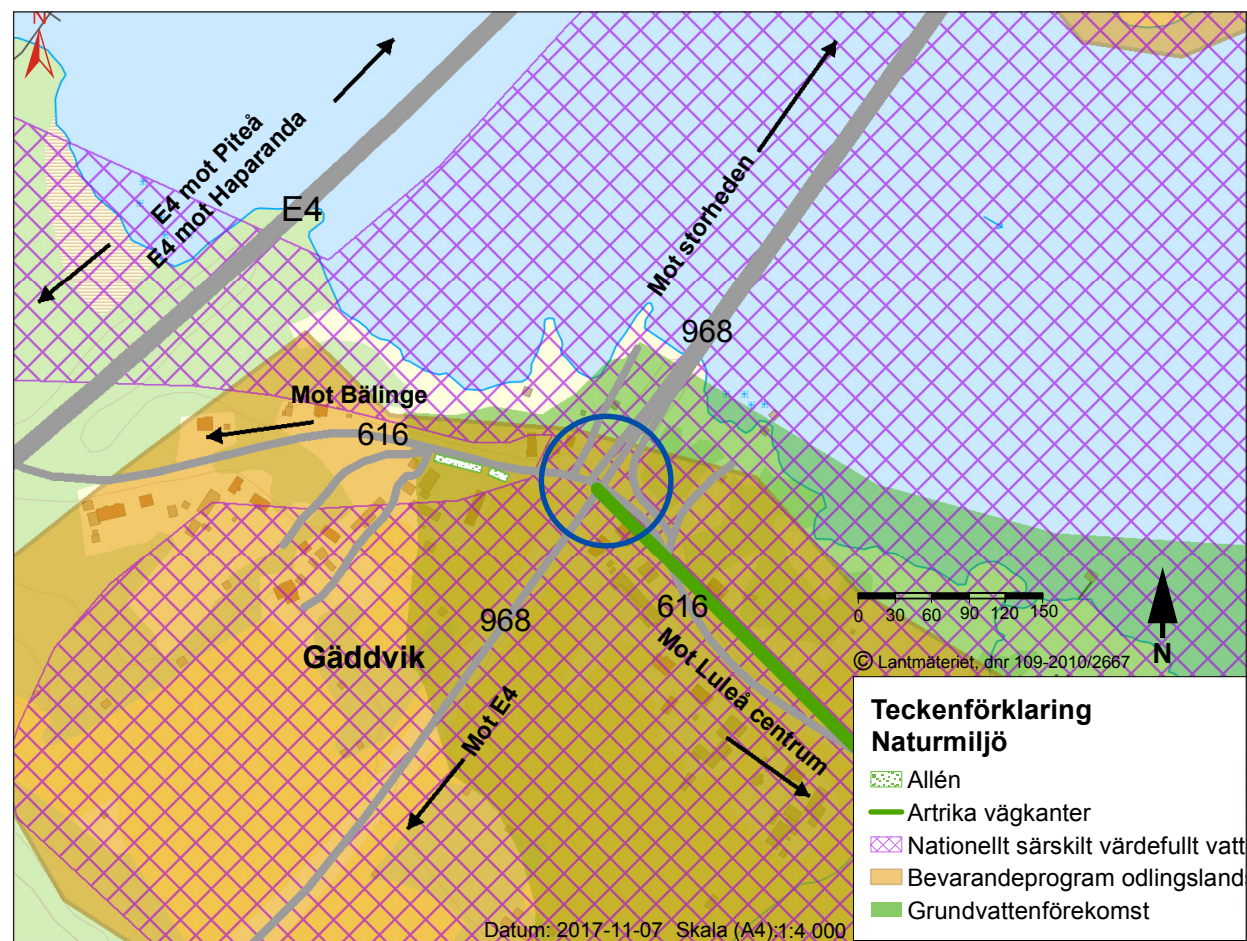 N
E4 mot Piteå
E4 mot Haparanda
E4
Mot storheden
968
Mot Bälinge
616
968
616
Gäddvik
Mot E4
Mot Luleå centrum
0 30 60 90 120 150
N
© Lantmäteriet, dnr 109-2010/2667
Teckenförklaring
Naturmiljö
Allén
Artrika vägkanter
Nationellt särskilt värdefullt vatt
Bevarandeprogram odlingslands
Grundvattenförekomst
Datum: 2017-11-07 Skala (A4):1:4 000